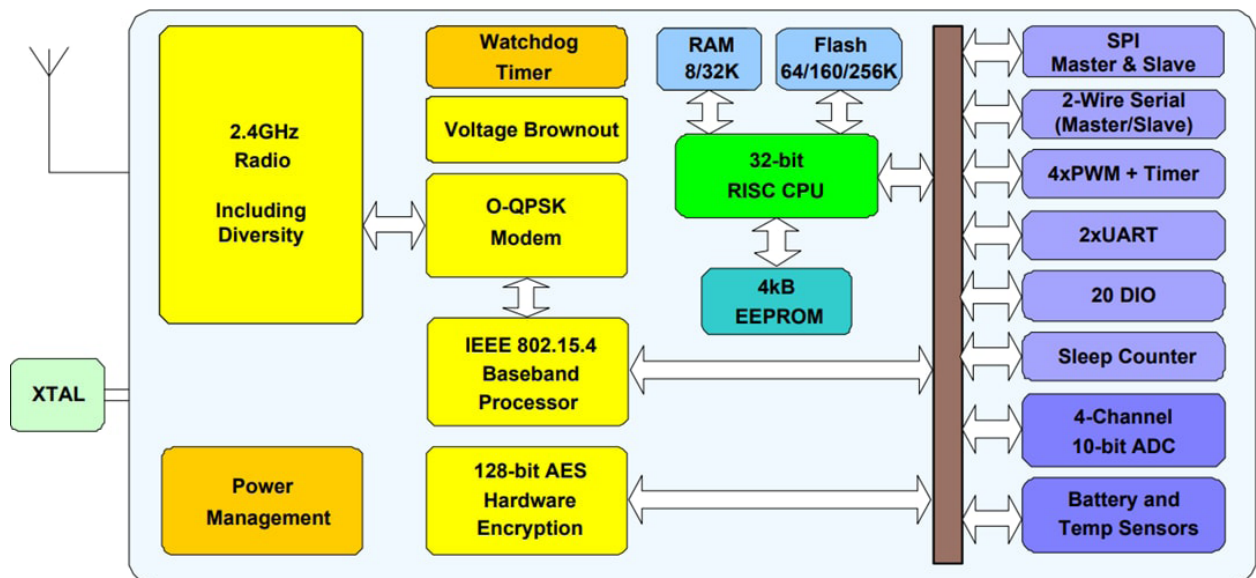 2.4GHz
Radio
Including
Diversity
XTAL
Power
Management
Watchdog
Timer
Voltage Brownout
O-QPSK
Modem
IEEE 802.15.4
Baseband
Processor
128-bit AES
Hardware
Encryption
RAM
8/32K
Flash
64/160/256K
32-bit
RISC CPU
4kB
EEPROM
SPI
Master & Slave
2-Wire Serial
(Master/Slave)
4xPWM + Timer
2xUART
20 DIO
Sleep Counter
4-Channel
10-bit ADC
Battery and
Temp Sensors